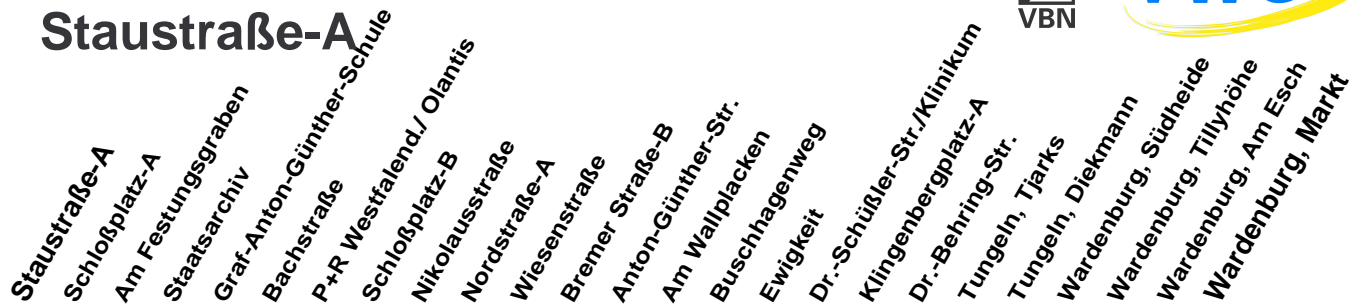 Staustraße-A
VBN
Staustraße-A
Schloßplatz-A
Am Festungsgraben
Staatsarchiv
Graf-Anton-Günther-Schule
Bachstraße
P+R Westfalend./ Olantis
Schloßplatz-B
Nikolausstraße
Nordstraße-A
Wiesenstraße
Bremer Straße-B
Anton-Günther-Str.
Am Wallplacken
Buschhagenweg
Ewigkeit
Dr.-Schüßler-Str./Klinikum
Klingenbergplatz-A
Dr.-Behring-Str.
Tungeln, Tjarks
Tungeln, Diekmann
Wardenburg, Südheide
Wardenburg, Tillyhöhe
Wardenburg, Am Esch
Wardenburg, Markt